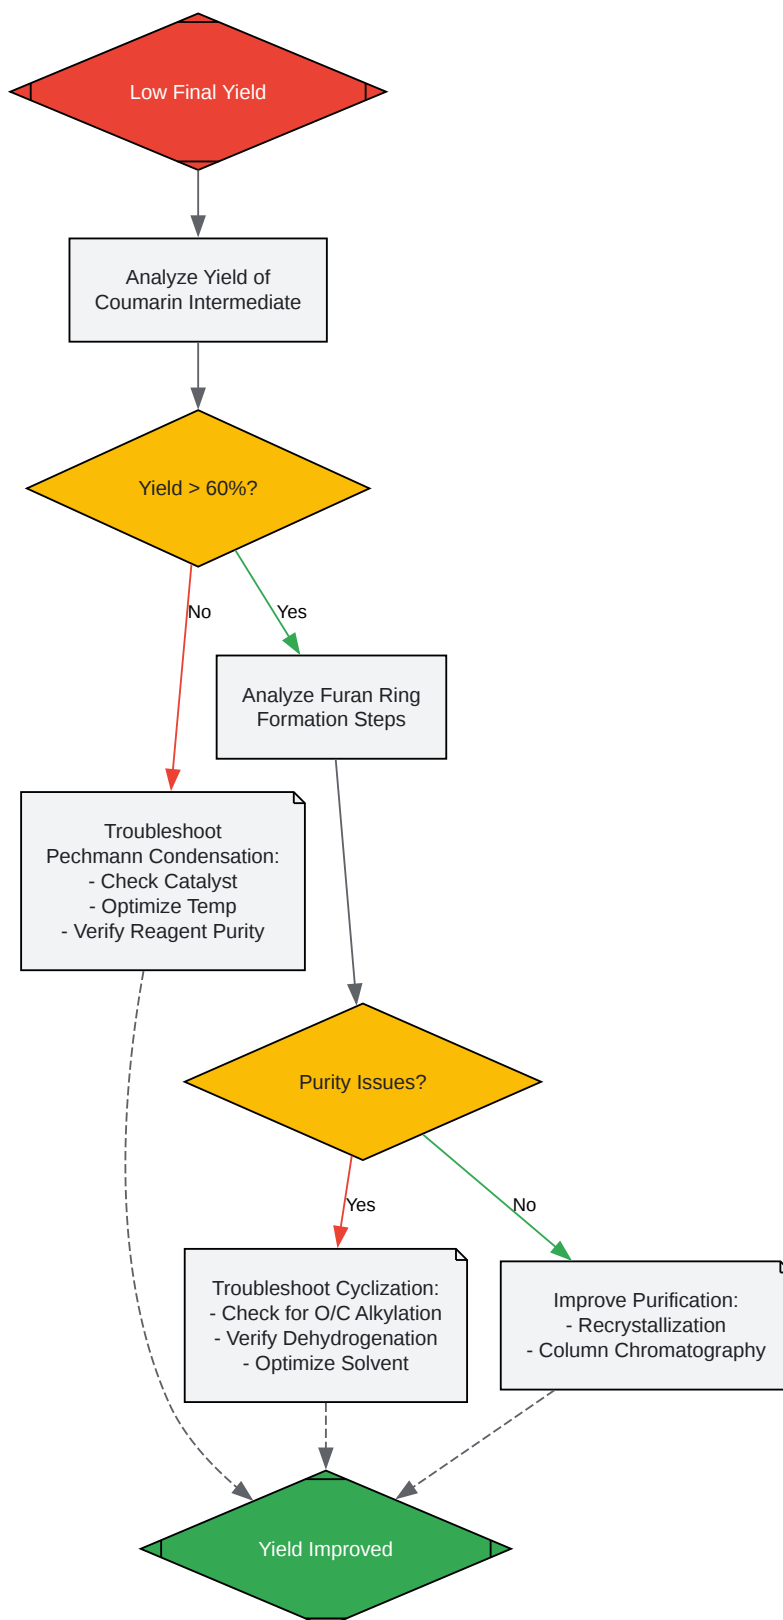 Low Final Yield
Analyze Yield of
Coumarin Intermediate
Yield > 60%?
No
Yes
Analyze Furan Ring
Formation Steps
Troubleshoot
Pechmann Condensation:
- Check Catalyst
- Optimize Temp
- Verify Reagent Purity
Purity Issues?
Yes
No
Troubleshoot Cyclization:
- Check for O/C Alkylation
- Verify Dehydrogenation
- Optimize Solvent
Improve Purification:
- Recrystallization
- Column Chromatography
Yield Improved